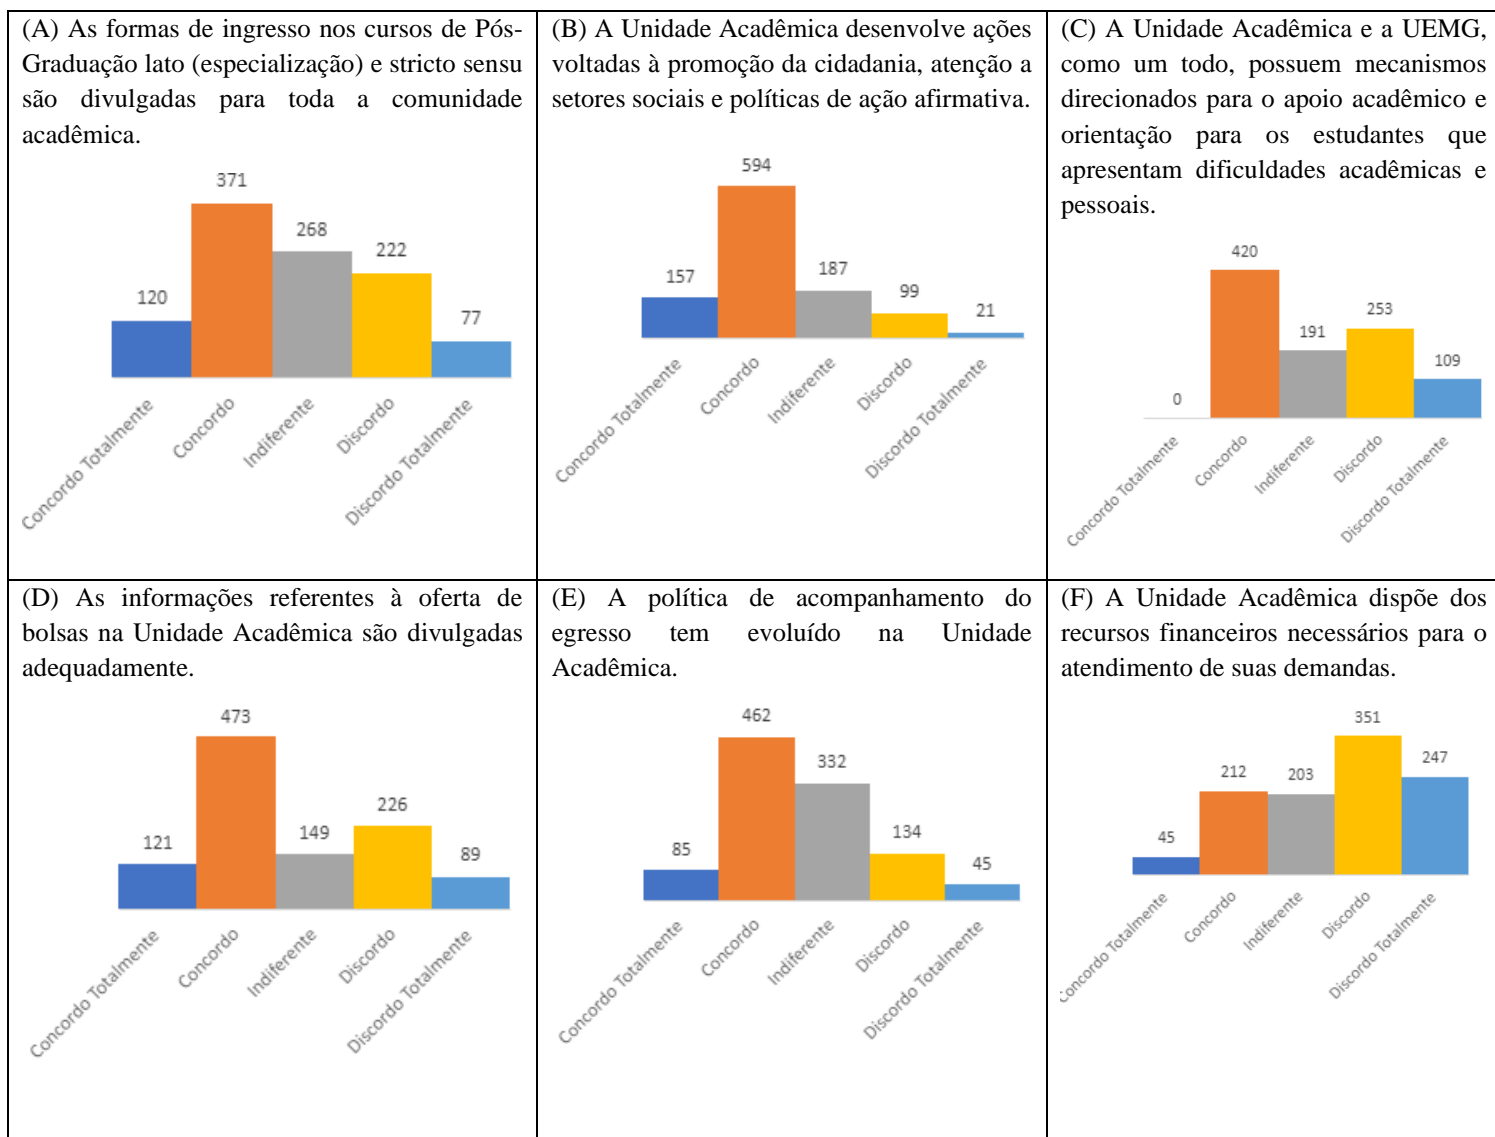 (A) As formas de ingresso nos cursos de Pós-
Graduação lato (especialização) e stricto sensu
são divulgadas para toda a comunidade
acadêmica.
371
268
222
120
77
Concordo Totalmente
Concordo
Indiferente
Discordo
Discordo Totalmente
(B) A Unidade Acadêmica desenvolve ações
voltadas à promoção da cidadania, atenção a
setores sociais e políticas de ação afirmativa.
594
157
187
99
21
Concordo Totalmente
Concordo
Indiferente
Discordo
Discordo Totalmente
(C) A Unidade Acadêmica e a UEMG,
como um todo, possuem mecanismos
direcionados para o apoio acadêmico e
orientação para os estudantes que
apresentam dificuldades acadêmicas e
pessoais.
420
253
191
109
0
Concordo Totalmente
Concordo
Indiferente
Discordo
Discordo Totalmente
(D) As informações referentes à oferta de
bolsas na Unidade Acadêmica são divulgadas
adequadamente.
473
226
121
149
89
Concordo Totalmente
Concordo
Indiferente
Discordo
Discordo Totalmente
(E) A política de acompanhamento do
egresso tem evoluído na Unidade
Acadêmica.
462
332
134
85
45
Concordo Totalmente
Concordo
Indiferente
Discordo
Discordo Totalmente
(F) A Unidade Acadêmica dispõe dos
recursos financeiros necessários para o
atendimento de suas demandas.
351
247
212
203
45
Concordo Totalmente
Concordo
Indiferente
Discordo
Discordo Totalmente